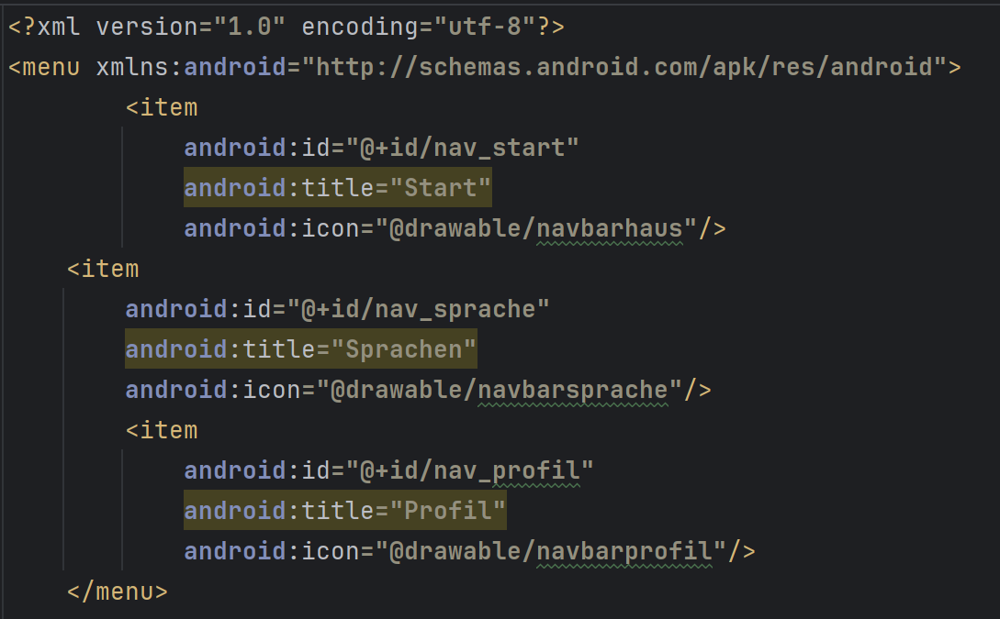 <?xml version="1.0" encoding="utf-8"?>
<menu xmlns:android="http://schemas.android.com/apk/res/android">
        <item
            android:id="@+id/nav_start"
            android:title="Start"
            android:icon="@drawable/navbarhaus"/>
    <item
        android:id="@+id/nav_sprache"
        android:title="Sprachen"
        android:icon="@drawable/navbarsprache"/>
        <item
            android:id="@+id/nav_profil"
            android:title="Profil"
            android:icon="@drawable/navbarprofil"/>
    </menu>